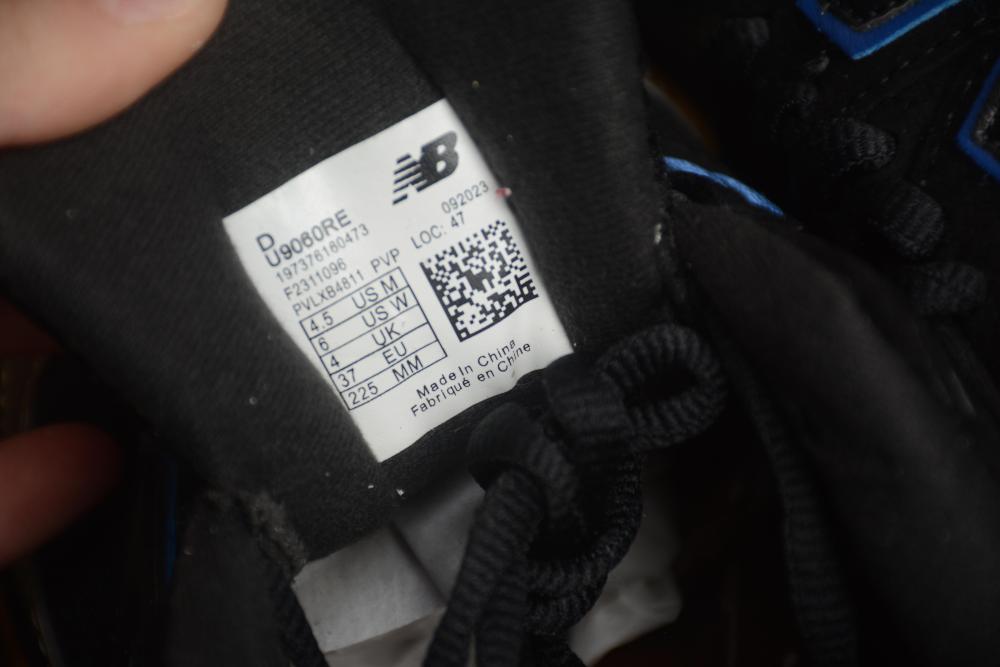 NB
D
U9060RE
197376160473
F2311096
PVLXB4811 PVP
092023
LOC: 47
4.5 US M
6 US W
4 UK
37 EU
225 MM
Made In China
Fabriqué en Chine